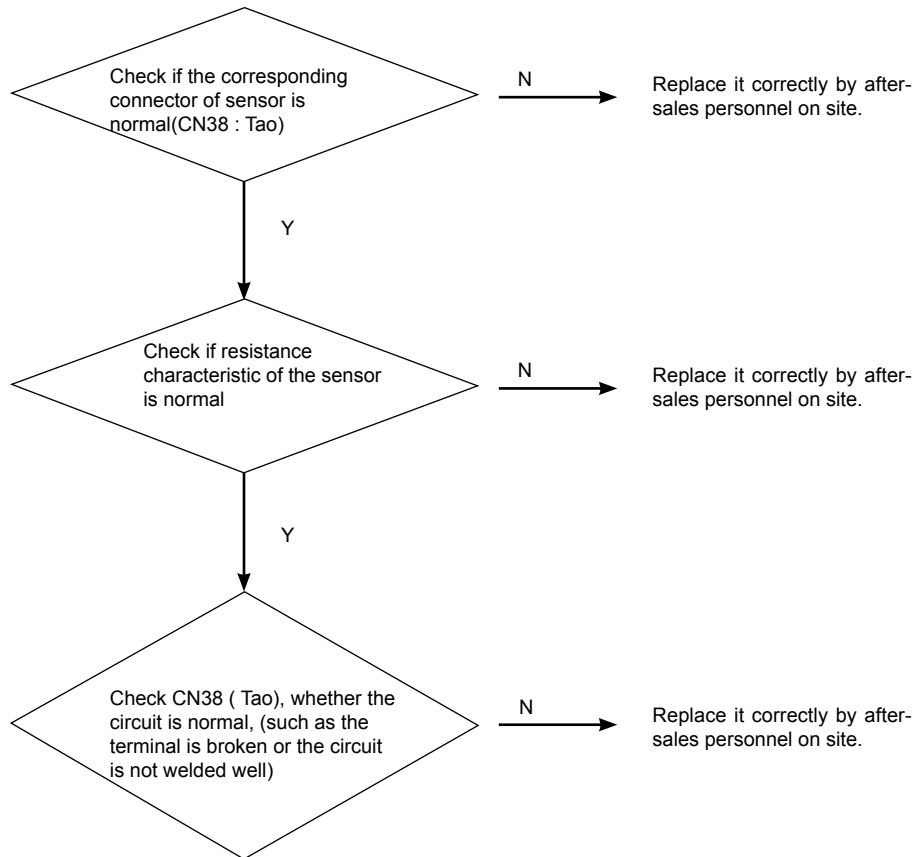 Check if the corresponding
connector of sensor is
normal(CN38 : Tao)
N
Replace it correctly by after-
sales personnel on site.
Y
Check if resistance
characteristic of the sensor
is normal
N
Replace it correctly by after-
sales personnel on site.
Y
Check CN38 ( Tao), whether the
circuit is normal, (such as the
terminal is broken or the circuit
is not welded well)
N
Replace it correctly by after-
sales personnel on site.